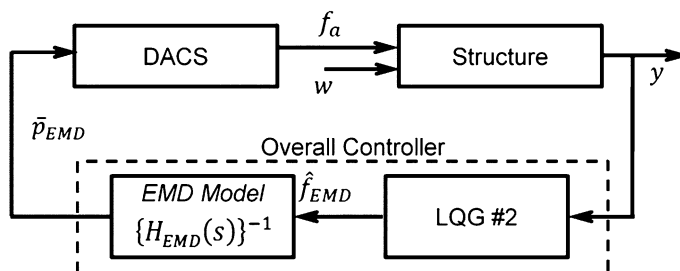 DACS
f_a
w
Structure
y
p̄_EMD
Overall Controller
EMD Model
{H_EMD(s)}⁻¹
f̂_EMD
LQG #2